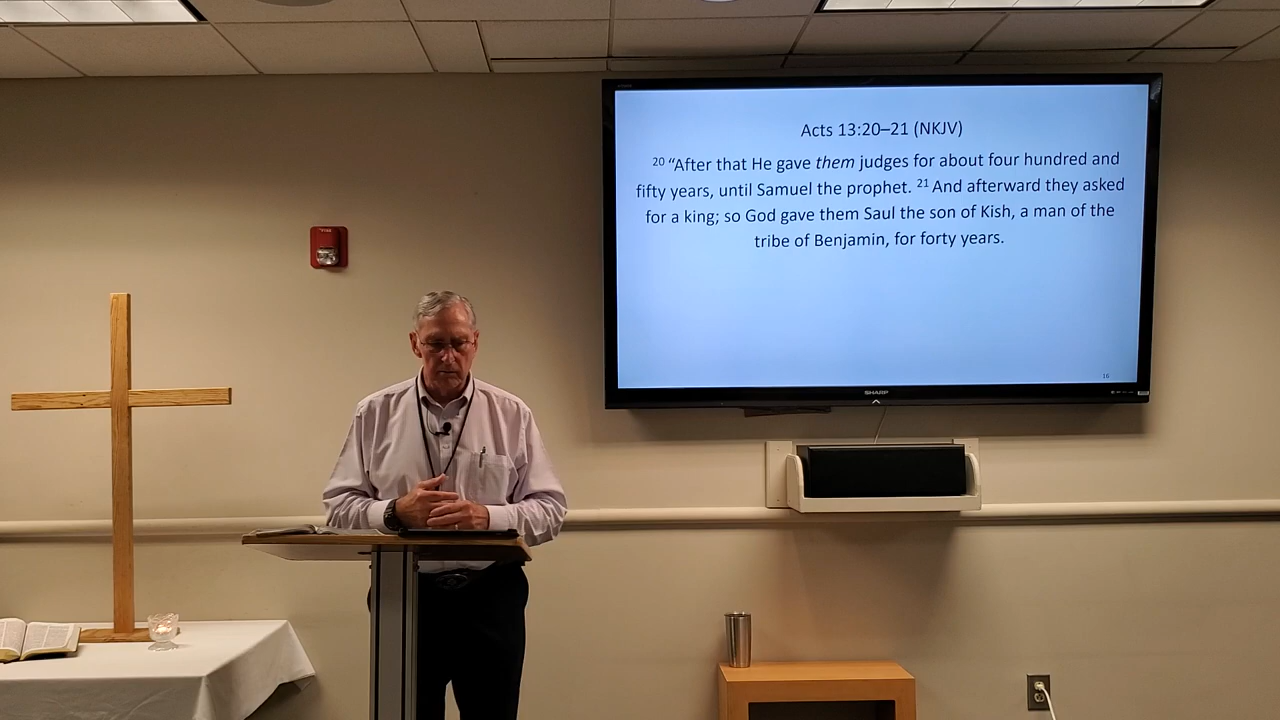 Acts 13:20–21 (NKJV)
20 “After that He gave them judges for about four hundred and
fifty years, until Samuel the prophet. 21 And afterward they asked
for a king; so God gave them Saul the son of Kish, a man of the
tribe of Benjamin, for forty years.
16
SHARP
FIRE